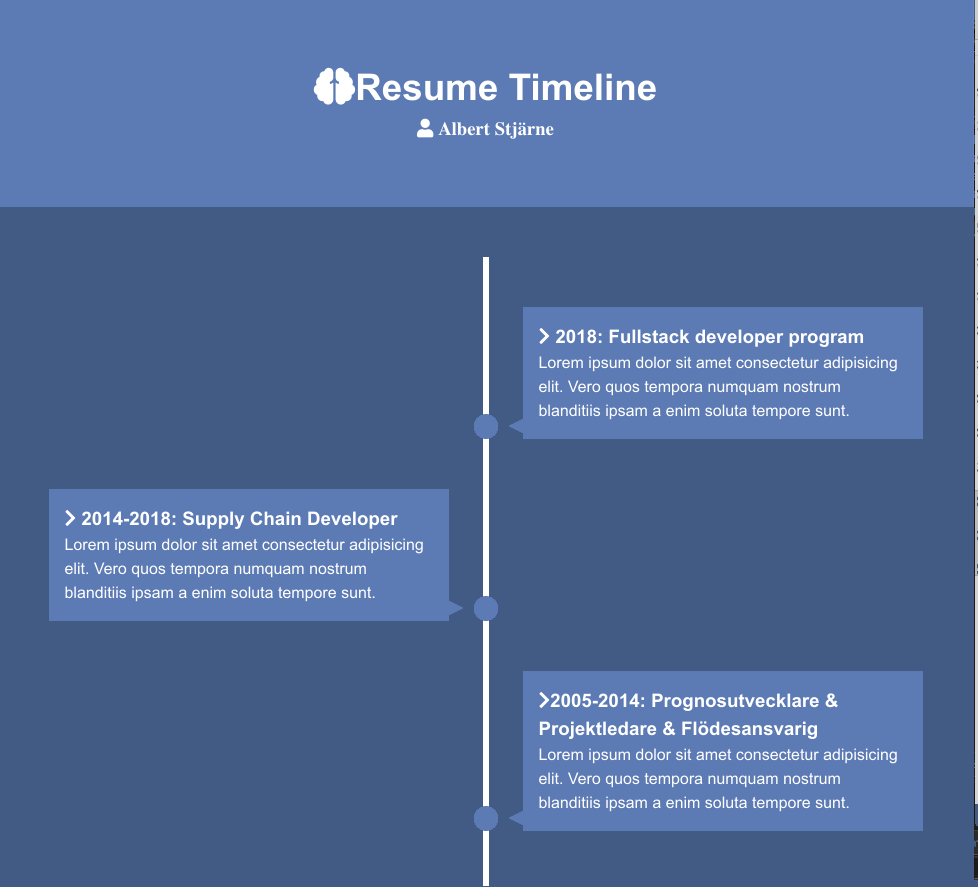 Resume Timeline
Albert Stjärne
2018: Fullstack developer program
Lorem ipsum dolor sit amet consectetur adipisicing
elit. Vero quos tempora numquam nostrum
blanditiis ipsam a enim soluta tempore sunt.
2014-2018: Supply Chain Developer
Lorem ipsum dolor sit amet consectetur adipisicing
elit. Vero quos tempora numquam nostrum
blanditiis ipsam a enim soluta tempore sunt.
2005-2014: Prognosutvecklare &
Projektledare & Flödesansvarig
Lorem ipsum dolor sit amet consectetur adipisicing
elit. Vero quos tempora numquam nostrum
blanditiis ipsam a enim soluta tempore sunt.